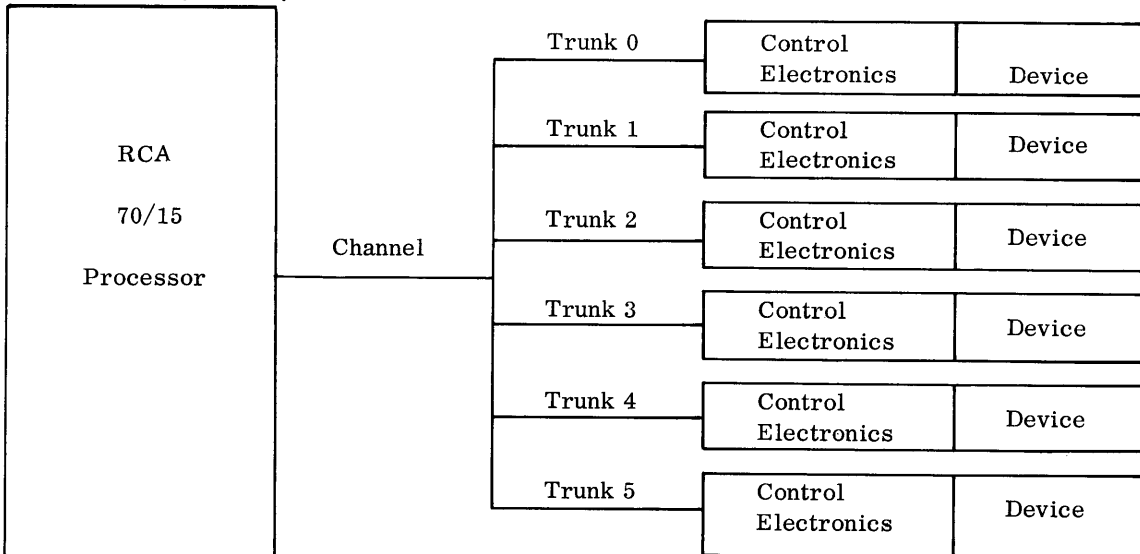 RCA
70/15
Processor
Channel
Trunk 0
Control
Electronics
Device
Trunk 1
Control
Electronics
Device
Trunk 2
Control
Electronics
Device
Trunk 3
Control
Electronics
Device
Trunk 4
Control
Electronics
Device
Trunk 5
Control
Electronics
Device